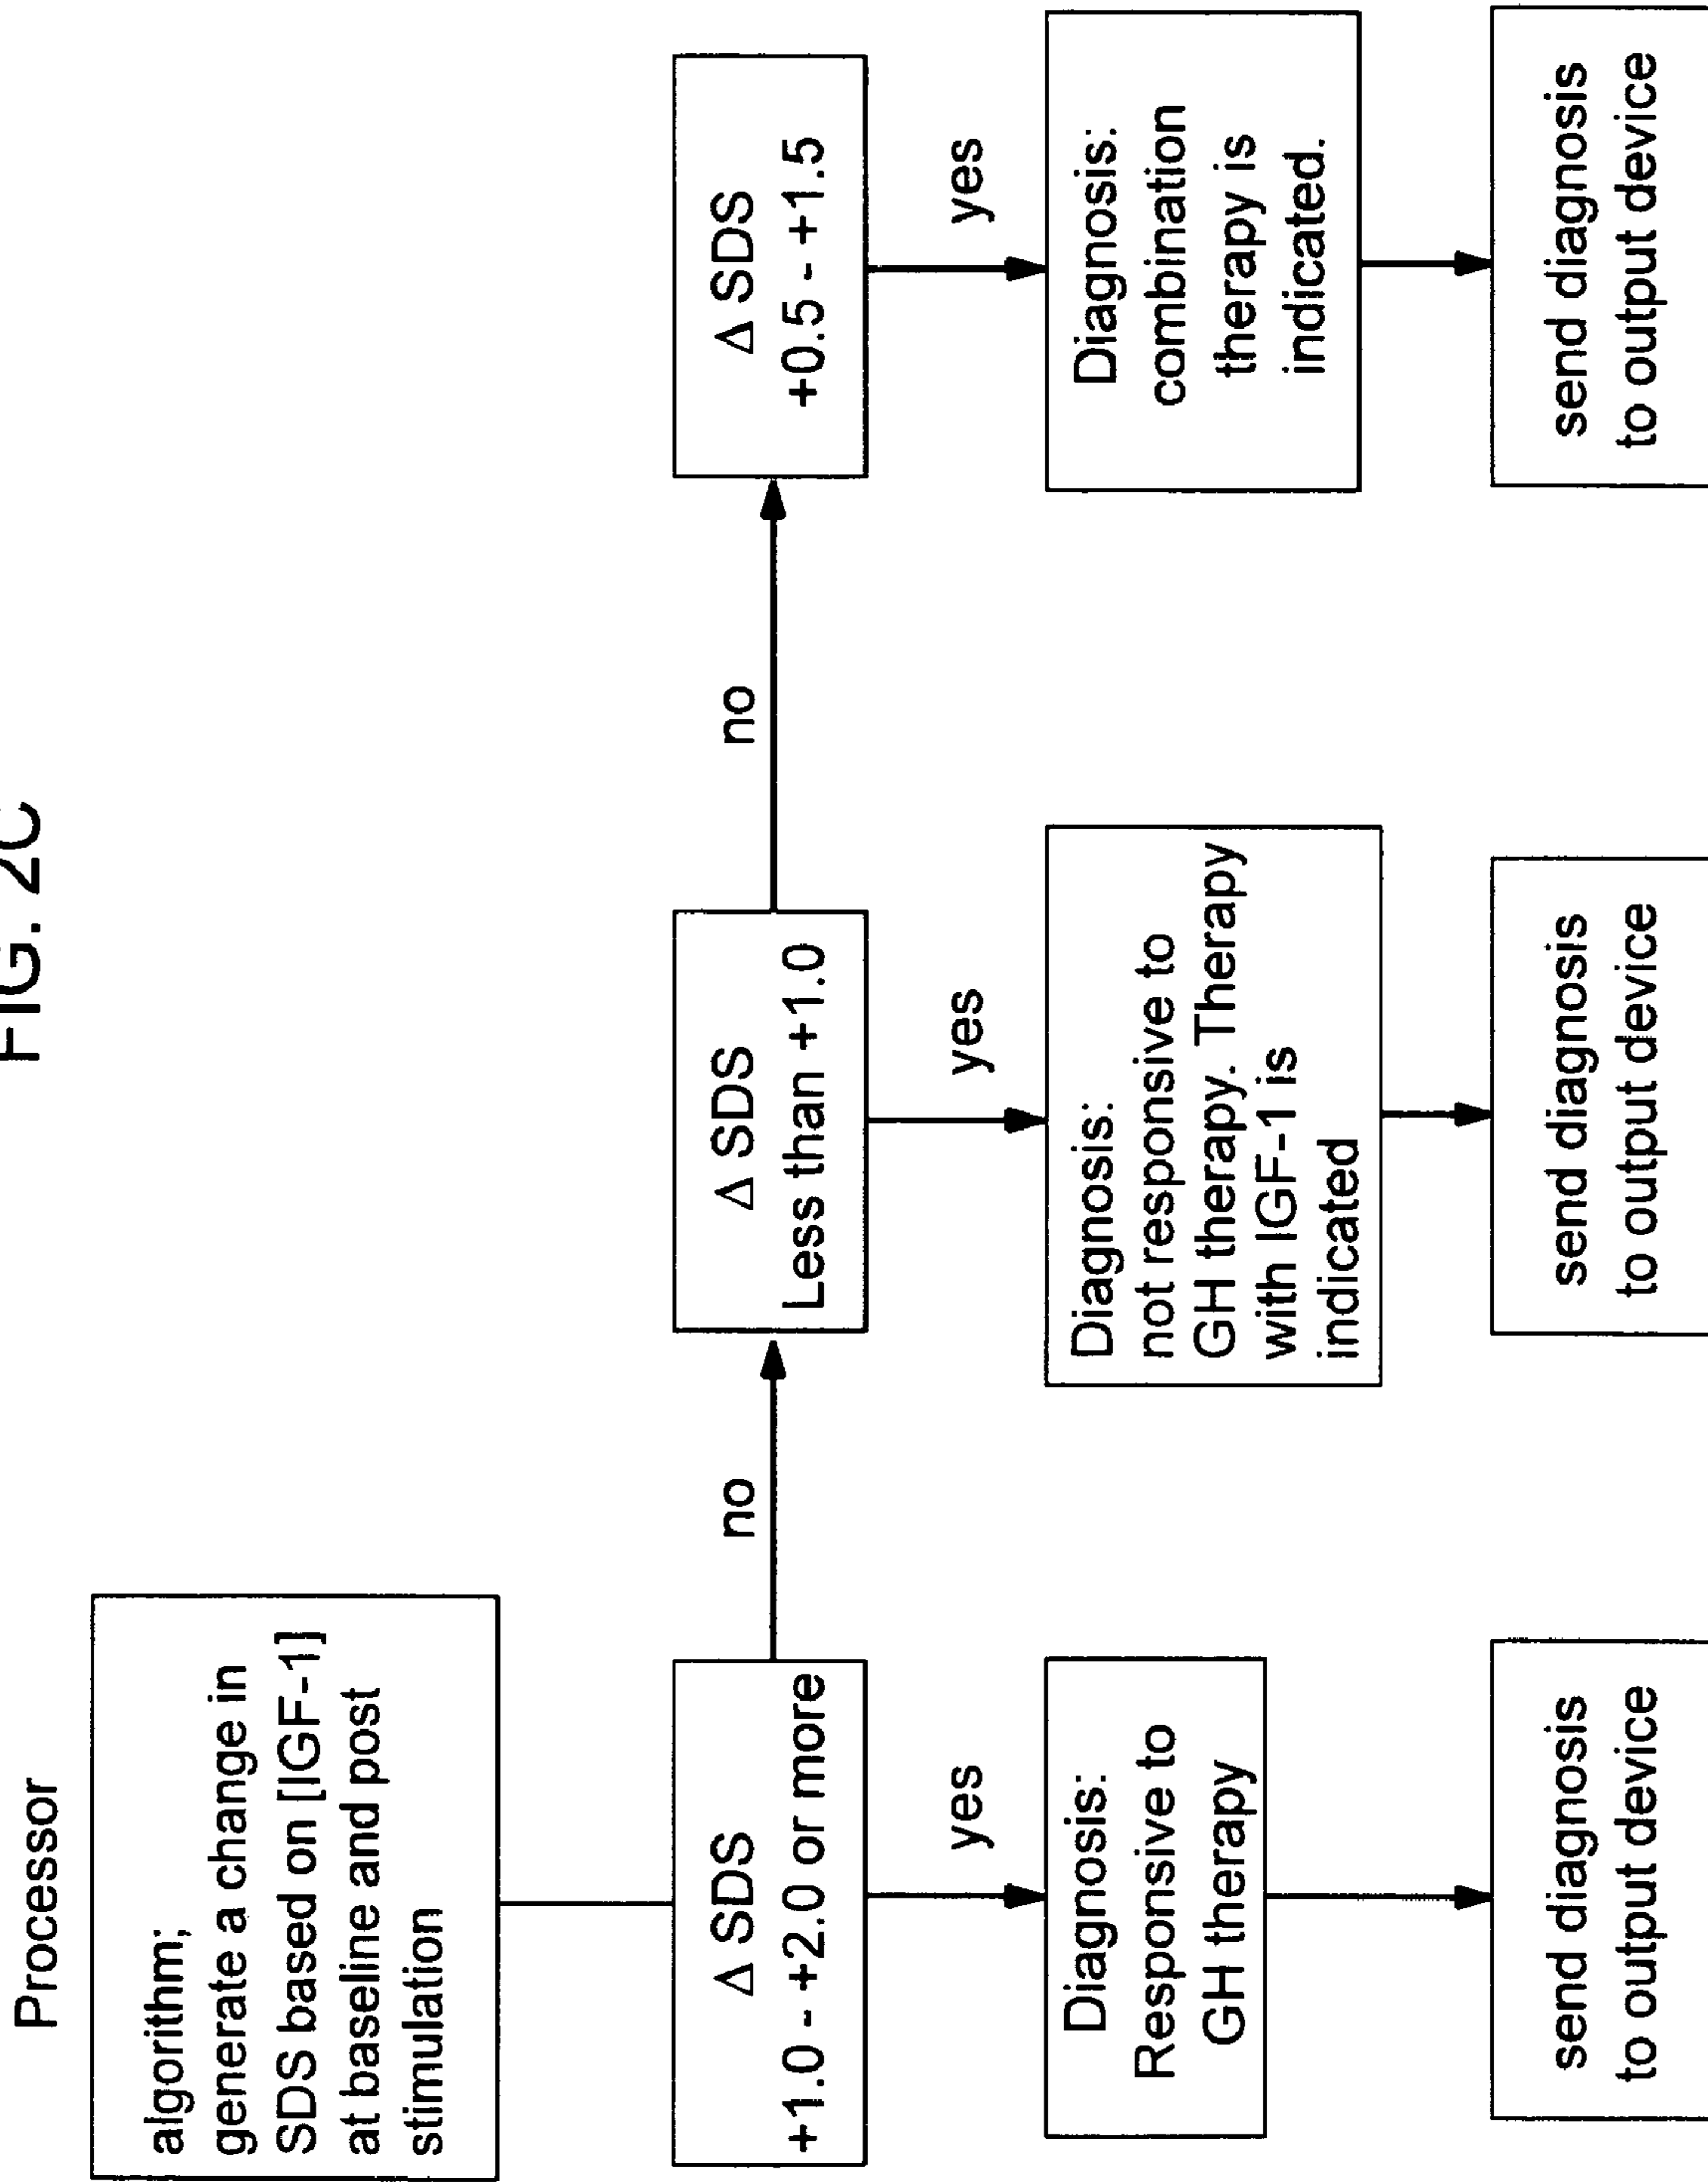 FIG. 2C
Processor
algorithm;
generate a change in
SDS based on [[IGF-1]
at baseline and post
stimulation
Δ SDS
+1.0 - +2.0 or more
no
Δ SDS
Less than +1.0
no
Δ SDS
+0.5 - +1.5
yes
yes
yes
Diagnosis:
Responsive to
GH therapy
Diagnosis:
not responsive to
GH therapy. Therapy
with IGF-1 is
indicated
Diagnosis:
combination
therapy is
indicated.
send diagnosis
to output device
send diagnosis
to output device
send diagnosis
to output device